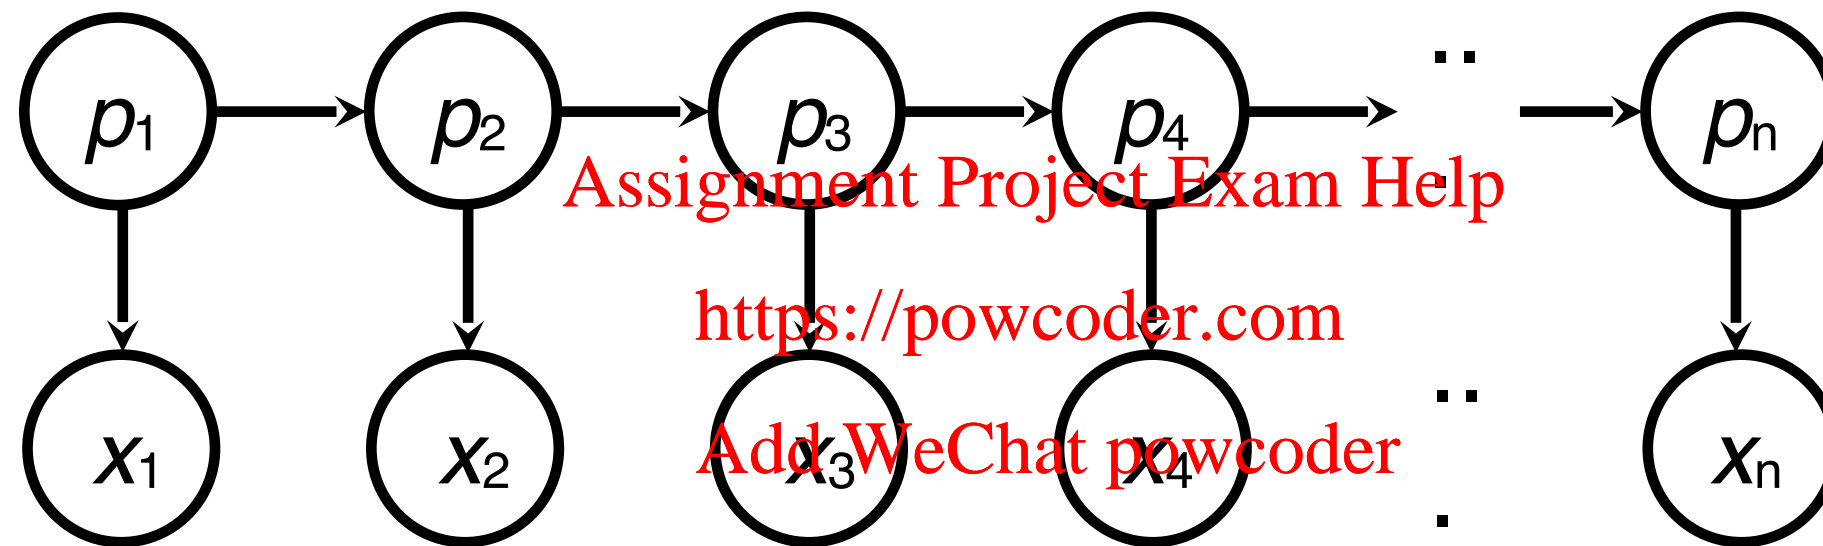 p1 p2 p3 p4 .. pn
Assignment Project Exam Help
.
https://powcoder.com
..
Add WeChat powcoder
x1 x2 x3 x4 xn
.